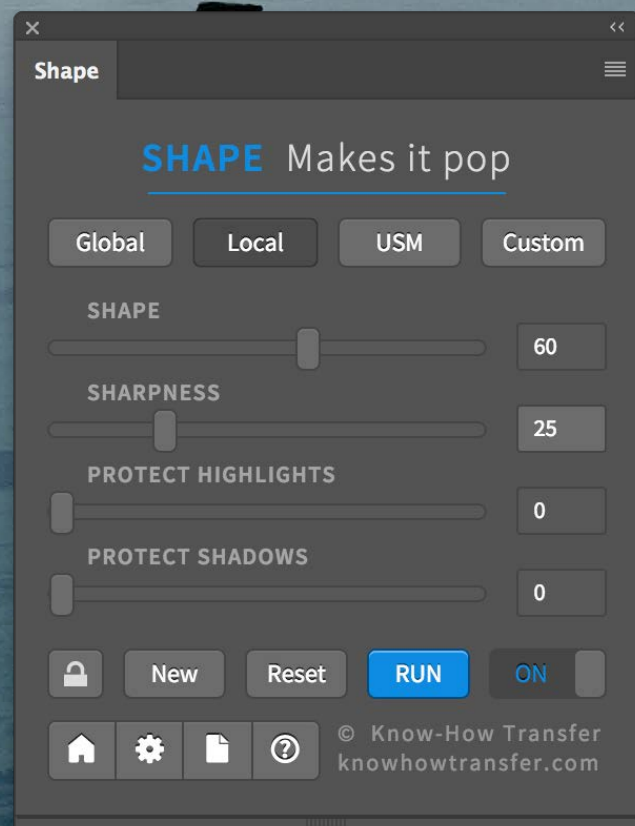 Shape
SHAPE Makes it pop
Global Local USM Custom
SHAPE
60
SHARPNESS
25
PROTECT HIGHLIGHTS
0
PROTECT SHADOWS
0
New Reset RUN ON
© Know-How Transfer
knowhowtransfer.com